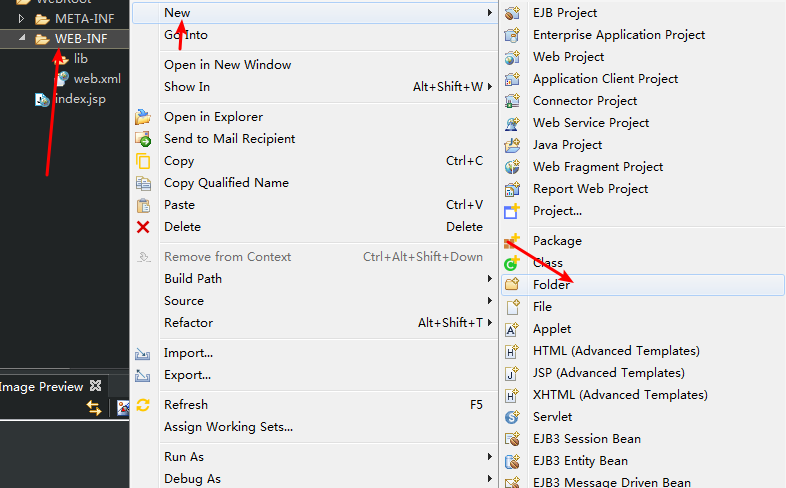 WebRoot
META-INF
WEB-INF
lib
web.xml
index.jsp
Image Preview
New
Go Into
Open in New Window
Show In Alt+Shift+W
Open in Explorer
Send to Mail Recipient
Copy Ctrl+C
Copy Qualified Name
Paste Ctrl+V
Delete Delete
Remove from Context Ctrl+Alt+Shift+Down
Build Path
Source
Refactor Alt+Shift+T
Import...
Export...
Refresh F5
Assign Working Sets...
Run As
Debug As
EJB Project
Enterprise Application Project
Web Project
Application Client Project
Connector Project
Web Service Project
Java Project
Web Fragment Project
Report Web Project
Project...
Package
Class
Folder
File
Applet
HTML (Advanced Templates)
JSP (Advanced Templates)
XHTML (Advanced Templates)
Servlet
EJB3 Session Bean
EJB3 Entity Bean
EJB3 Message Driven Bean